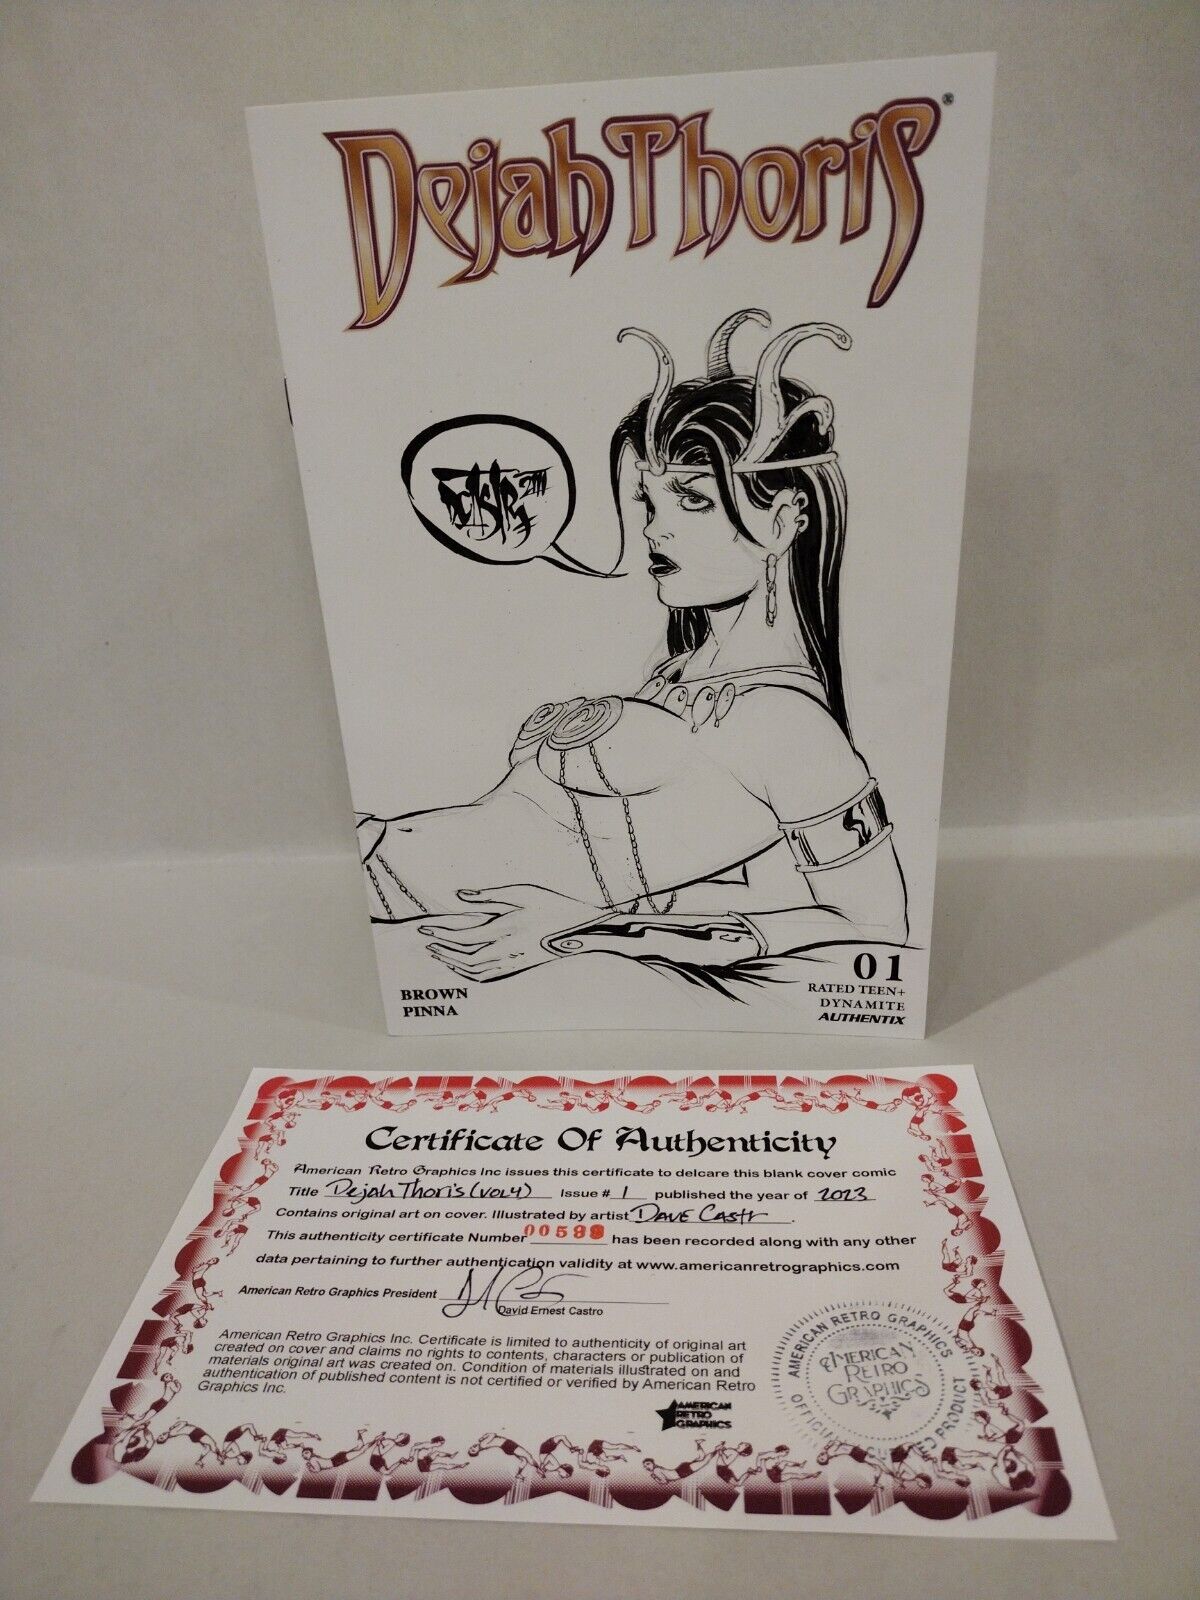 Dejah Thoris®
BROWN
PINNA
01
RATED TEEN+
DYNAMITE
AUTHENTIX
Certificate Of Authenticity
American Retro Graphics Inc issues this certificate to delcare this blank cover comic
Title Dejah Thoris (VOL4) Issue # 1 published the year of 2023
Contains original art on cover. Illustrated by artist Dave Castr.
This authenticity certificate Number 00599 has been recorded along with any other
data pertaining to further authentication validity at www.americanretrographics.com
American Retro Graphics President
David Ernest Castro
American Retro Graphics Inc. Certificate is limited to authenticity of original art
created on cover and claims no rights to contents, characters or publication of
materials original art was created on. Condition of materials illustrated on and
authentication of published content is not certified or verified by American Retro
Graphics Inc.
AMERICAN
RETRO
GRAPHICS
AMERICAN RETRO GRAPHICS
AMERICAN
RETRO
GRAPHICS
PRODUCT